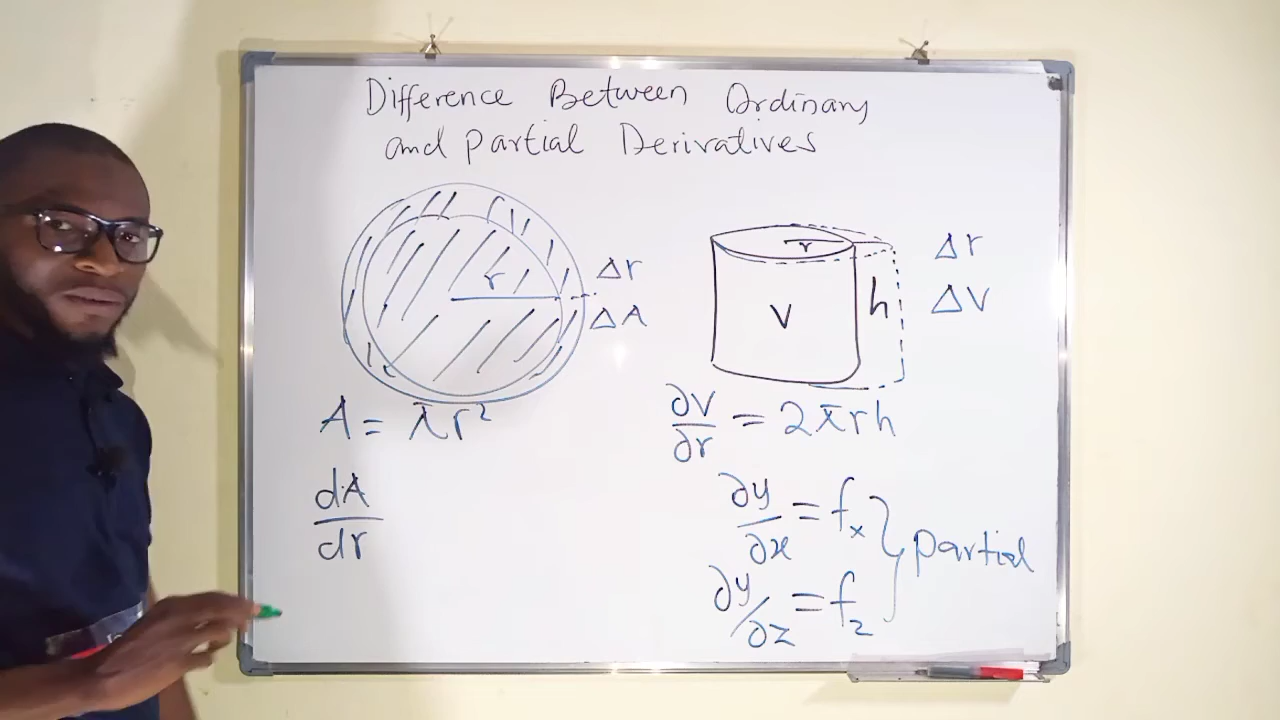 Difference Between Ordinary
and Partial Derivatives
r
Δr
ΔA
A = πr²
dA
dr
r
h
V
Δr
ΔV
∂V
∂r
= 2πrh
∂y
∂x
= fx
∂y/∂z = fz
partial